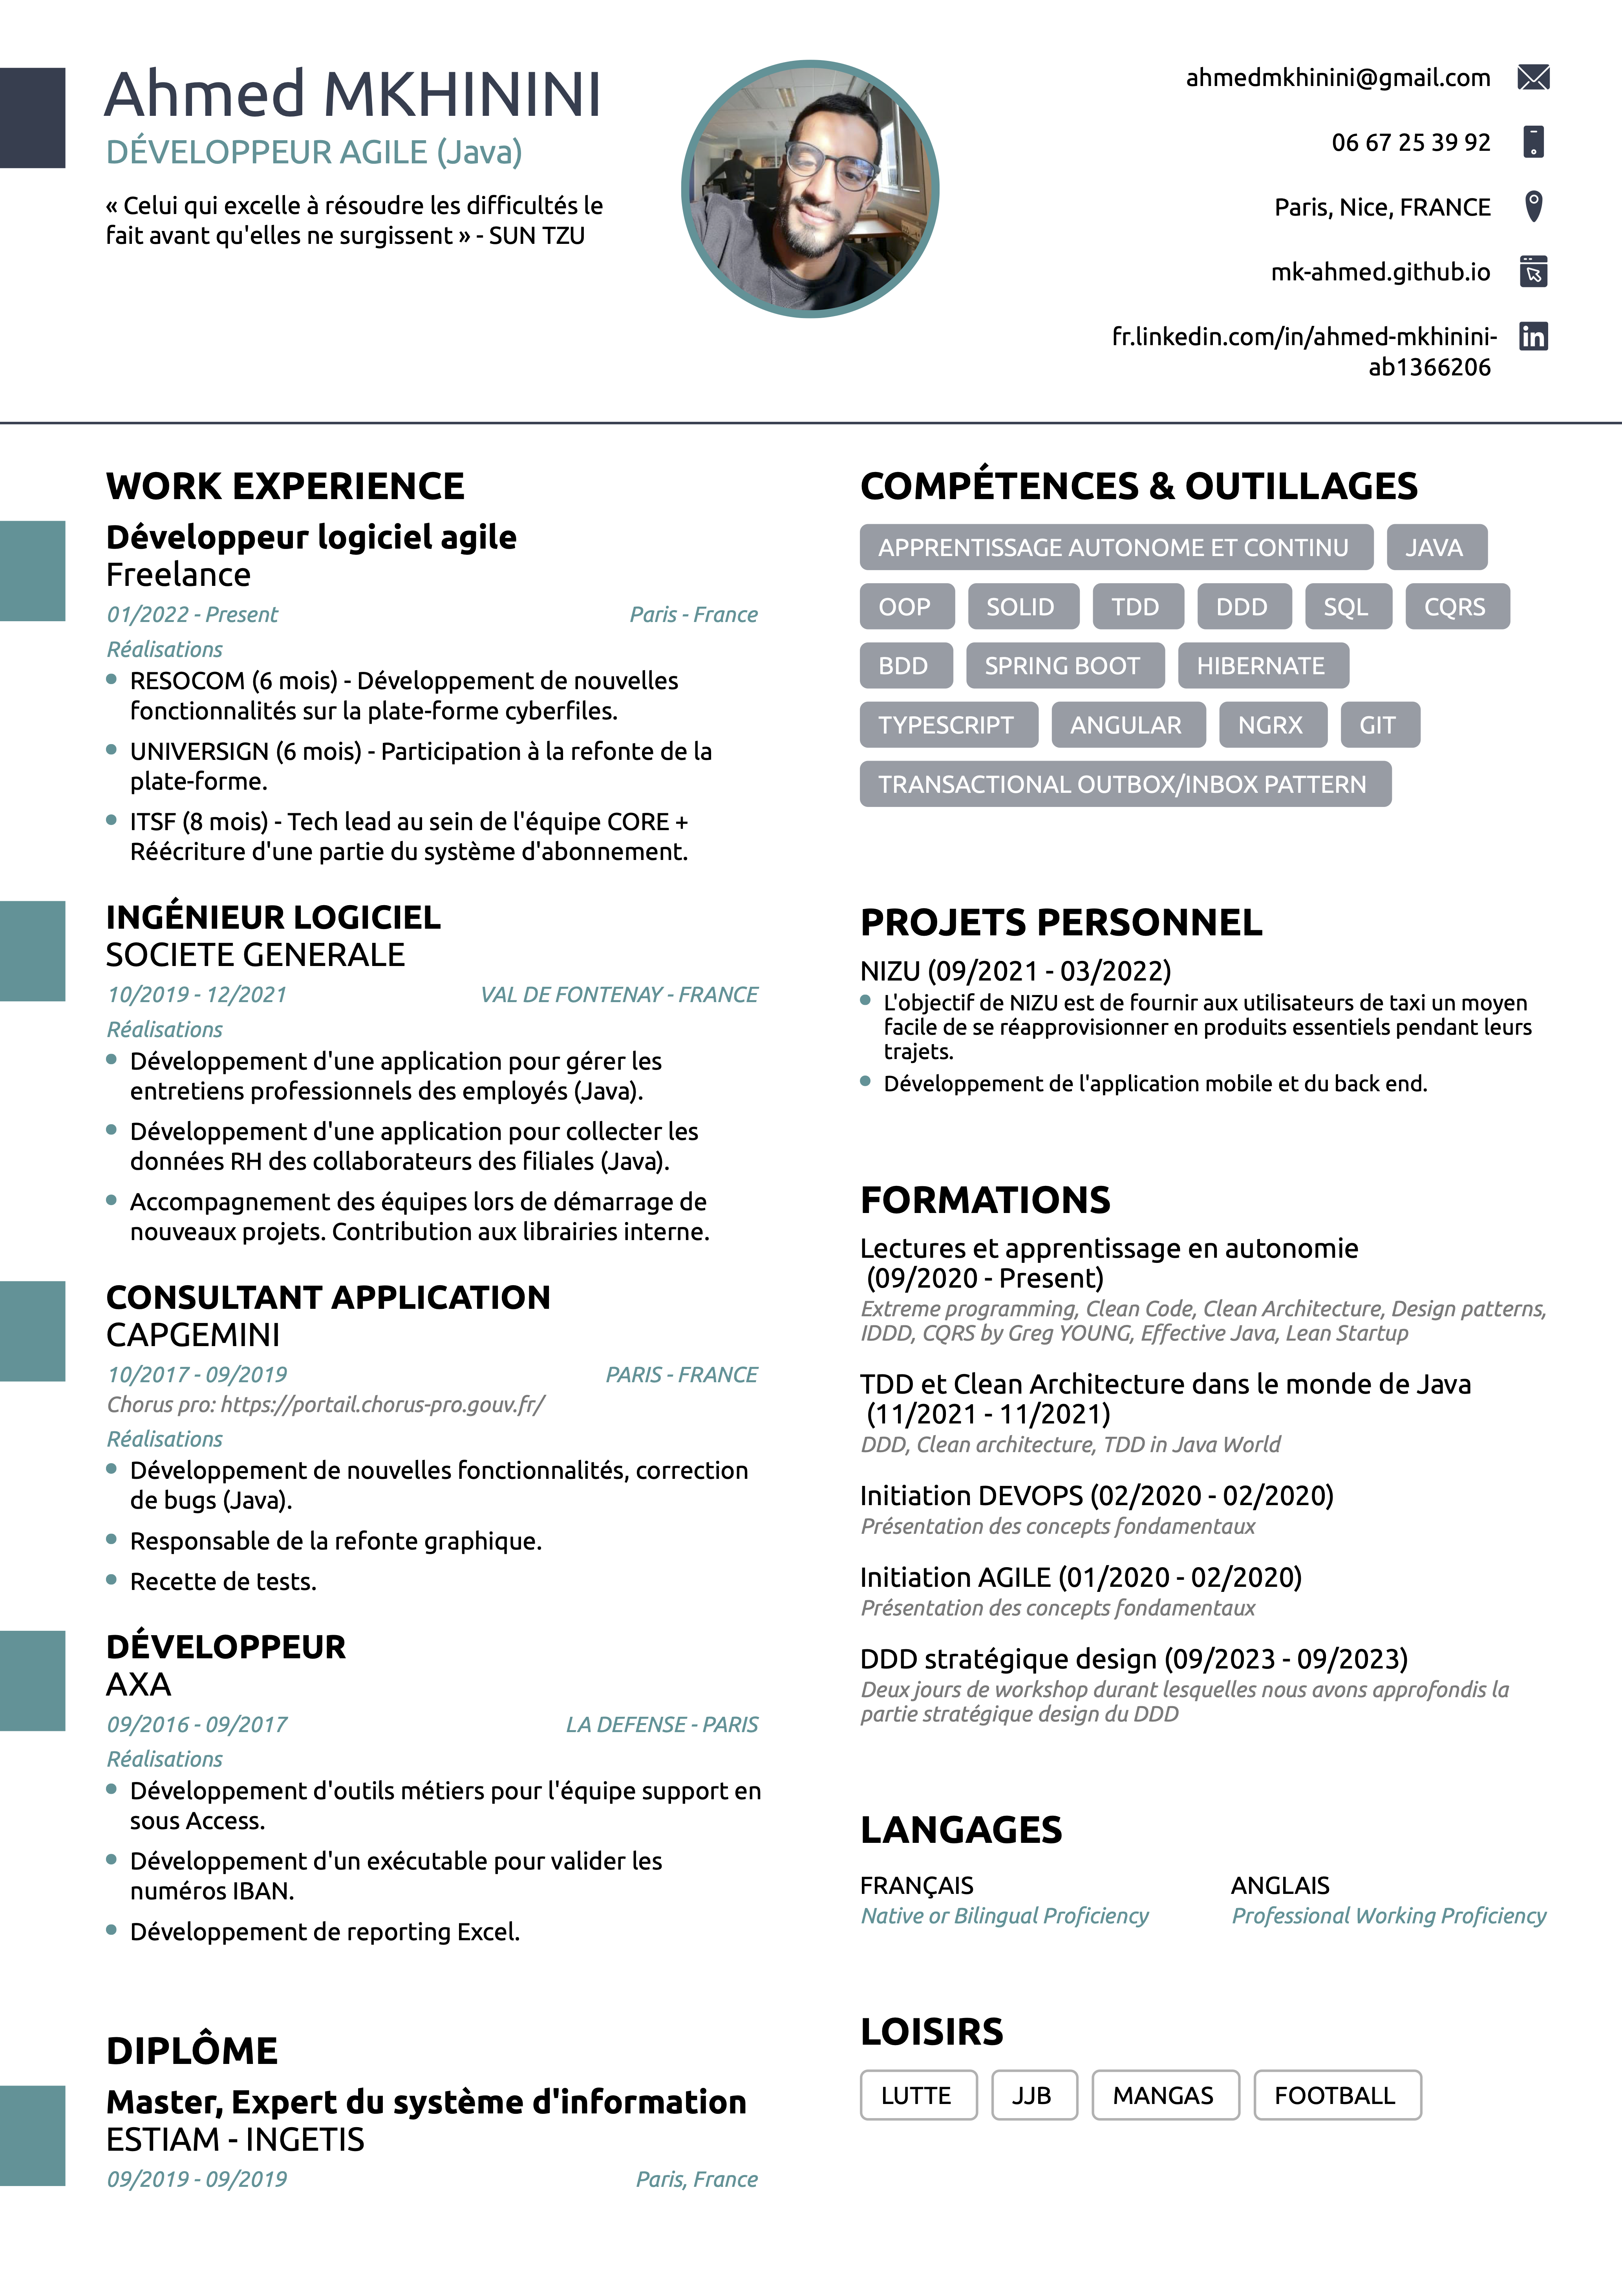 Ahmed MKHININI
DÉVELOPPEUR AGILE (Java)
« Celui qui excelle à résoudre les difficultés le
fait avant qu'elles ne surgissent » - SUN TZU
ahmedmkhinini@gmail.com
06 67 25 39 92
Paris, Nice, FRANCE
mk-ahmed.github.io
fr.linkedin.com/in/ahmed-mkhinini-
ab1366206
WORK EXPERIENCE
Développeur logiciel agile
Freelance
01/2022 - Present Paris - France
Réalisations
RESOCOM (6 mois) - Développement de nouvelles
fonctionnalités sur la plate-forme cyberfiles.
UNIVERSIGN (6 mois) - Participation à la refonte de la
plate-forme.
ITSF (8 mois) - Tech lead au sein de l'équipe CORE +
Réécriture d'une partie du système d'abonnement.
INGÉNIEUR LOGICIEL
SOCIETE GENERALE
10/2019 - 12/2021 VAL DE FONTENAY - FRANCE
Réalisations
Développement d'une application pour gérer les
entretiens professionnels des employés (Java).
Développement d'une application pour collecter les
données RH des collaborateurs des filiales (Java).
Accompagnement des équipes lors de démarrage de
nouveaux projets. Contribution aux librairies interne.
CONSULTANT APPLICATION
CAPGEMINI
10/2017 - 09/2019 PARIS - FRANCE
Chorus pro: https://portail.chorus-pro.gouv.fr/
Réalisations
Développement de nouvelles fonctionnalités, correction
de bugs (Java).
Responsable de la refonte graphique.
Recette de tests.
DÉVELOPPEUR
AXA
09/2016 - 09/2017 LA DEFENSE - PARIS
Réalisations
Développement d'outils métiers pour l'équipe support en
sous Access.
Développement d'un exécutable pour valider les
numéros IBAN.
Développement de reporting Excel.
DIPLÔME
Master, Expert du système d'information
ESTIAM - INGETIS
09/2019 - 09/2019 Paris, France
COMPÉTENCES & OUTILLAGES
APPRENTISSAGE AUTONOME ET CONTINU JAVA
OOP SOLID TDD DDD SQL CQRS
BDD SPRING BOOT HIBERNATE
TYPESCRIPT ANGULAR NGRX GIT
TRANSACTIONAL OUTBOX/INBOX PATTERN
PROJETS PERSONNEL
NIZU (09/2021 - 03/2022)
L'objectif de NIZU est de fournir aux utilisateurs de taxi un moyen
facile de se réapprovisionner en produits essentiels pendant leurs
trajets.
Développement de l'application mobile et du back end.
FORMATIONS
Lectures et apprentissage en autonomie
(09/2020 - Present)
Extreme programming, Clean Code, Clean Architecture, Design patterns,
IDDD, CQRS by Greg YOUNG, Effective Java, Lean Startup
TDD et Clean Architecture dans le monde de Java
(11/2021 - 11/2021)
DDD, Clean architecture, TDD in Java World
Initiation DEVOPS (02/2020 - 02/2020)
Présentation des concepts fondamentaux
Initiation AGILE (01/2020 - 02/2020)
Présentation des concepts fondamentaux
DDD stratégique design (09/2023 - 09/2023)
Deux jours de workshop durant lesquelles nous avons approfondis la
partie stratégique design du DDD
LANGAGES
FRANÇAIS ANGLAIS
Native or Bilingual Proficiency Professional Working Proficiency
LOISIRS
LUTTE JJB MANGAS FOOTBALL